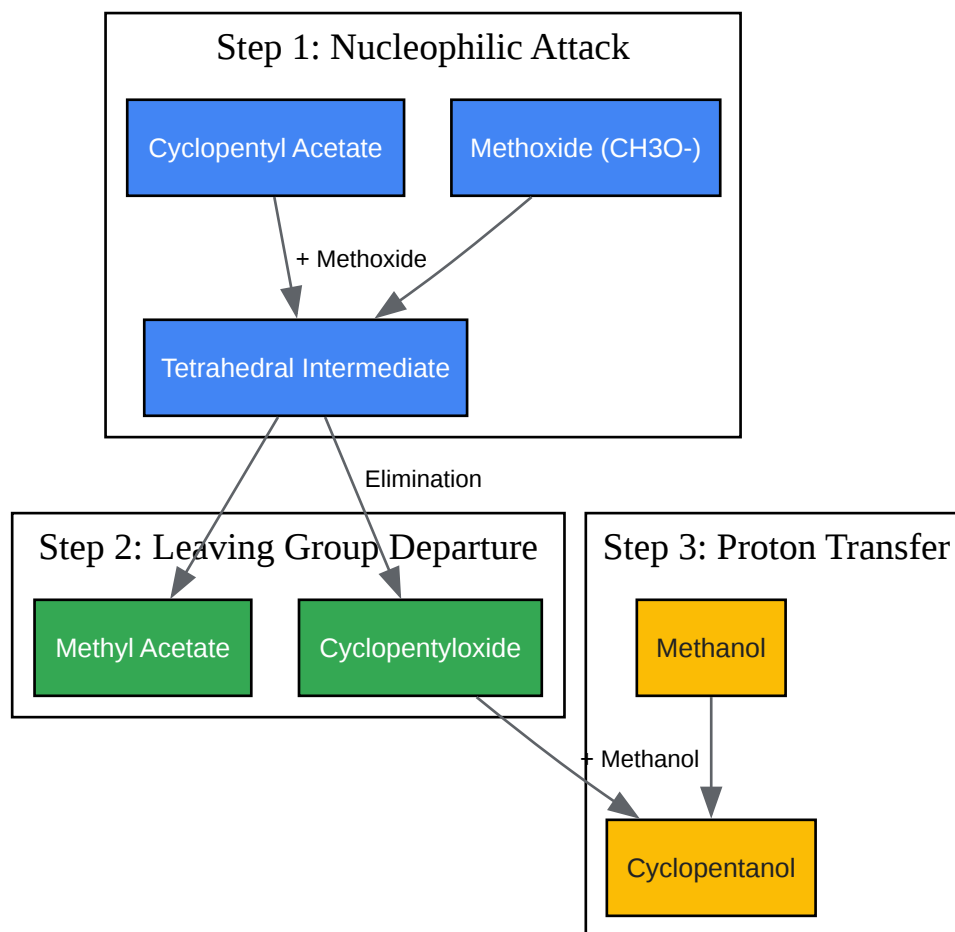 Step 1: Nucleophilic Attack
Cyclopentyl Acetate
Methoxide (CH3O-)
+ Methoxide
Tetrahedral Intermediate
Elimination
Step 2: Leaving Group Departure
Step 3: Proton Transfer
Methyl Acetate
Cyclopentyloxide
Methanol
+ Methanol
Cyclopentanol